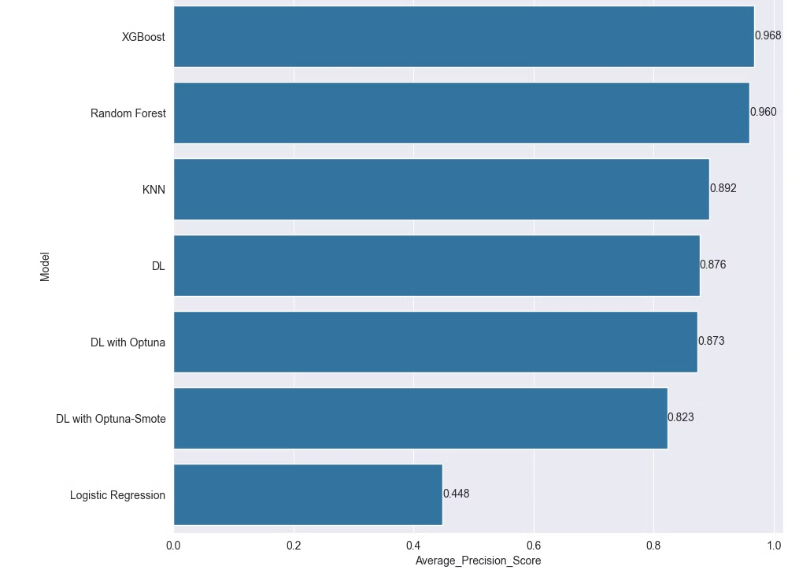 XGBoost 0.968
Random Forest 0.960
KNN 0.892
Model
DL 0.876
DL with Optuna 0.873
DL with Optuna-Smote 0.823
Logistic Regression 0.448
0.0 0.2 0.4 0.6 0.8 1.0
Average_Precision_Score